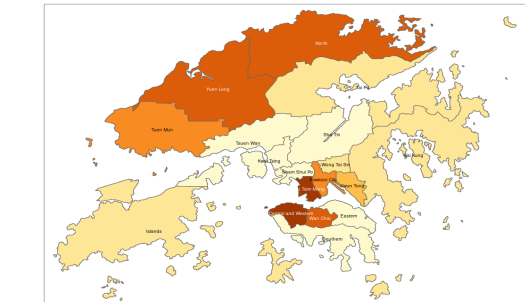 North
Yuen Long
Tai Po
Tuen Mun
Sha Tin
Tsuen Wan
Sai Kung
Kwai Tsing
Wong Tai Sin
Sham Shui Po
Kowloon City
Kwun Tong
Yau Tsim Mong
Central and Western
Wan Chai
Eastern
Islands
Southern